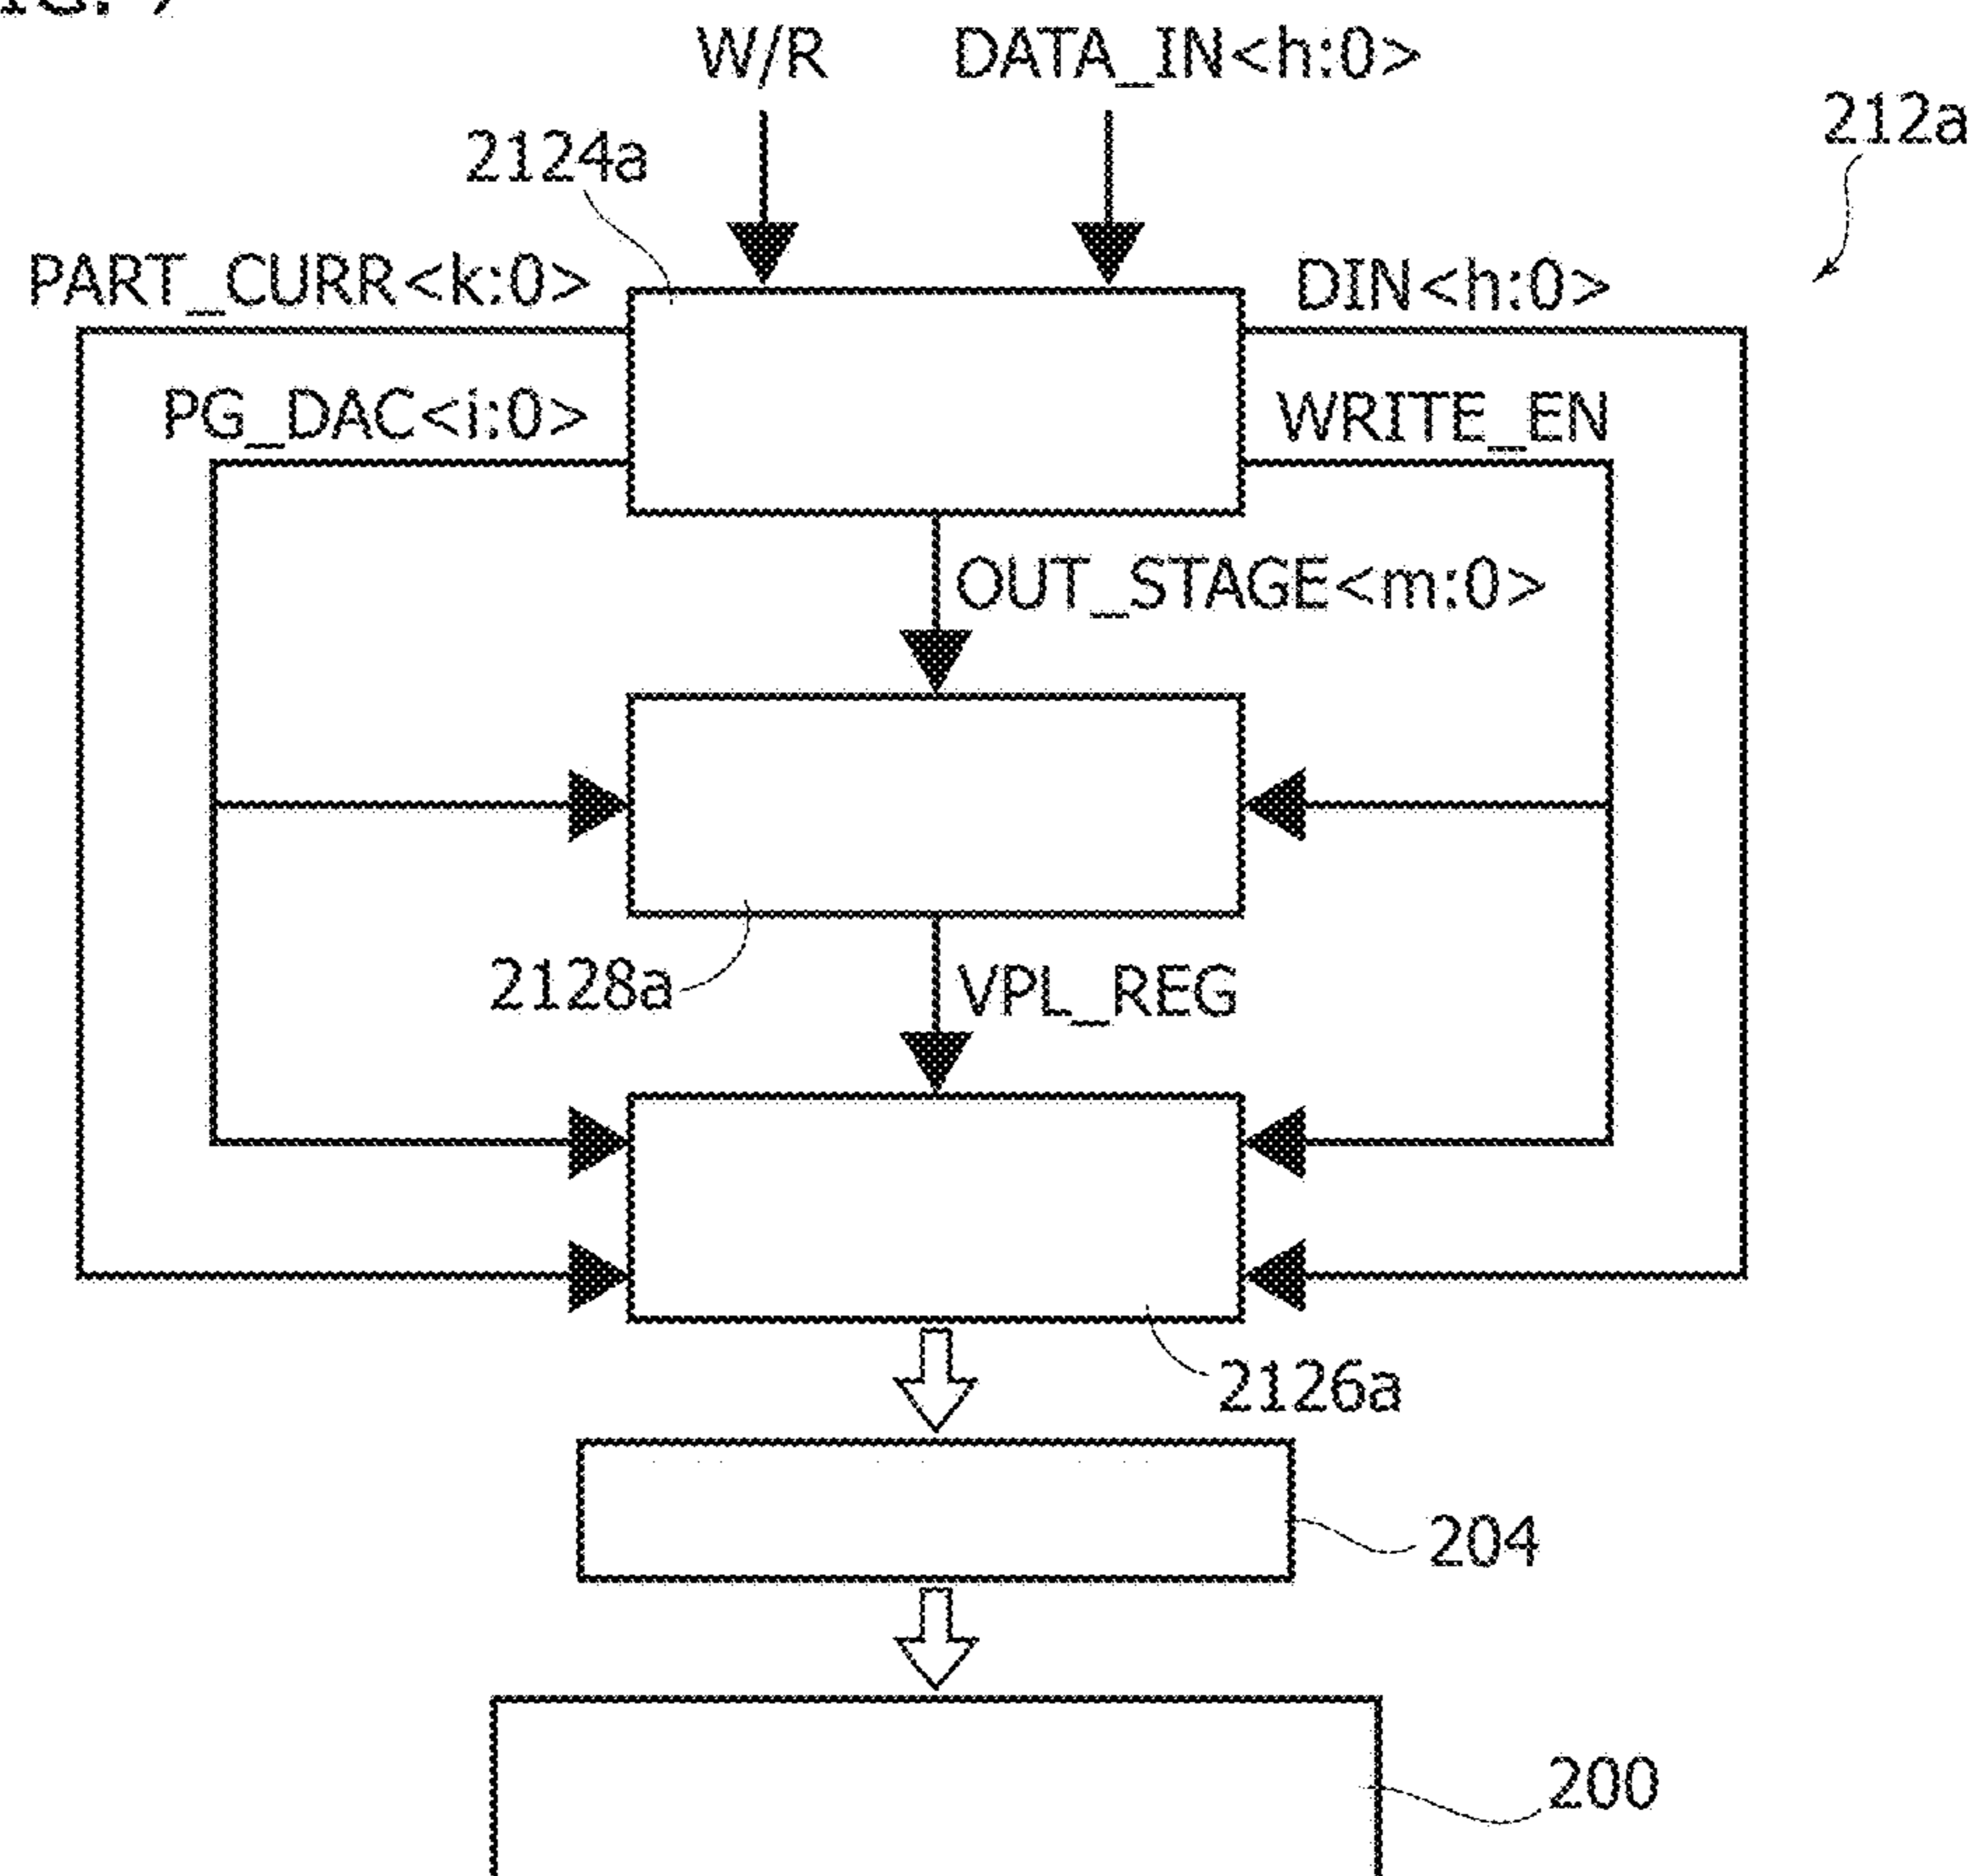 W/R DATA_IN<h:0>
212a
2124a
PART_CURR<k:0> DIN<h:0>
PG_DAC<i:0> WRITE_EN
OUT_STAGE<m:0>
2128a VPL_REG
2126a
204
200